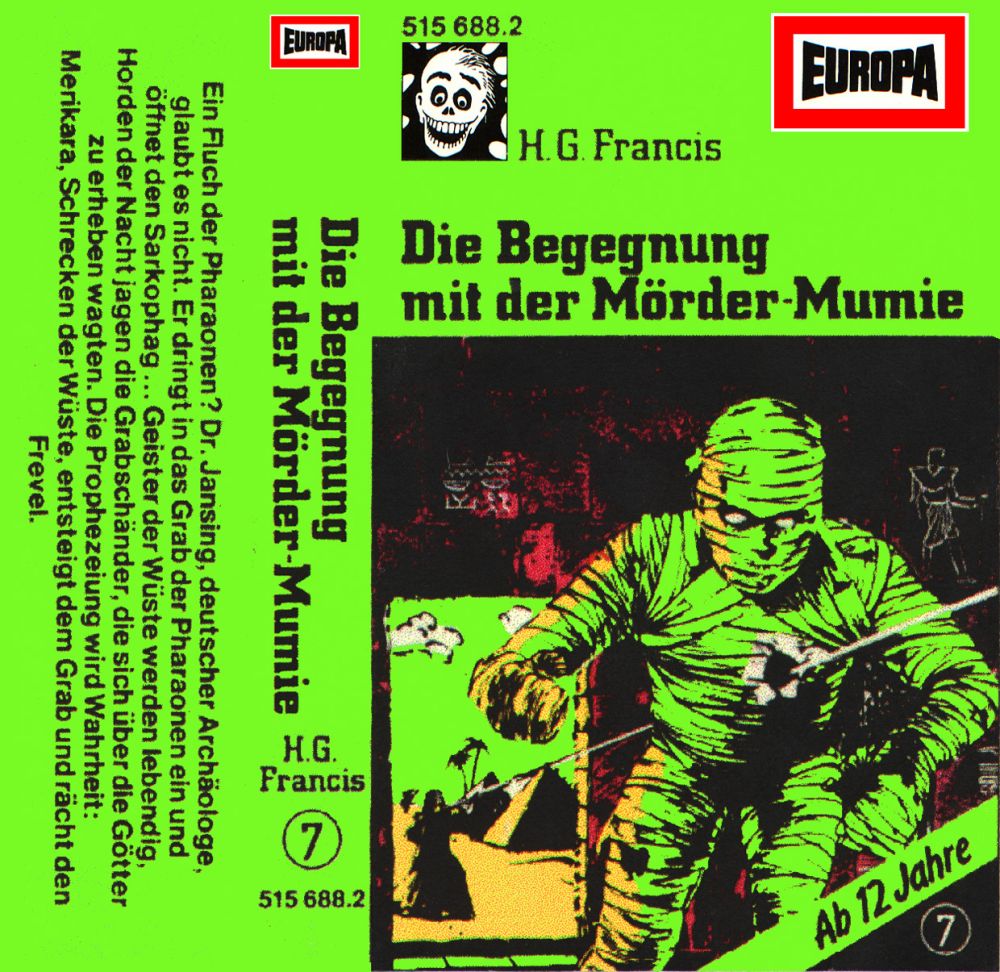 Ein Fluch der Pharaonen? Dr. Jansing, deutscher Archäologe,
glaubt es nicht. Er dringt in das Grab der Pharaonen ein und
öffnet den Sarkophag ... Geister der Wüste werden lebendig,
Horden der Nacht jagen die Grabschänder, die sich über die Götter
zu erheben wagten. Die Prophezeiung wird Wahrheit:
Merikara, Schrecken der Wüste, entsteigt dem Grab und rächt den
Frevel.
EUROPA
Die Begegnung
mit der Mörder-Mumie
H.G.
Francis
7
515 688.2
515 688.2
EUROPA
H.G. Francis
Die Begegnung
mit der Mörder-Mumie
Ab 12 Jahre
7